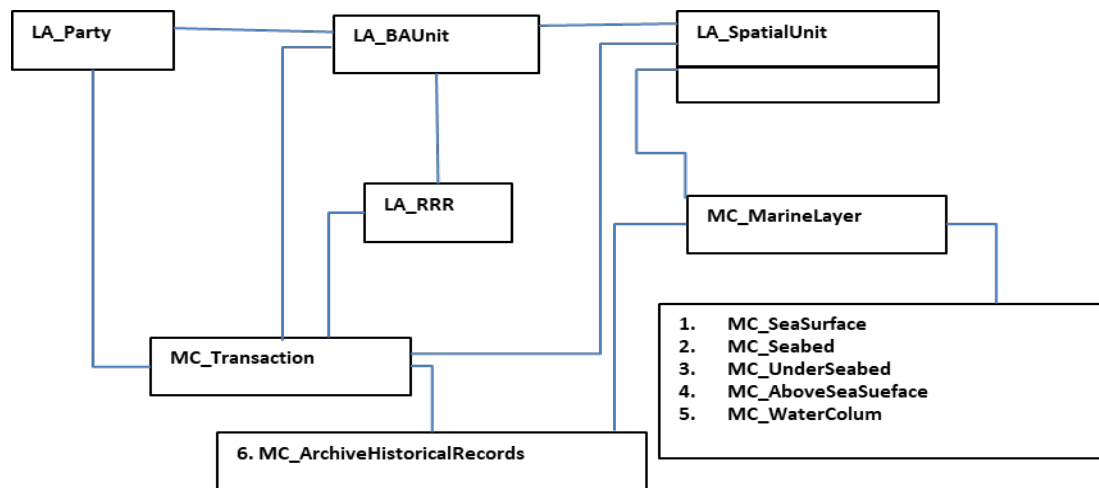 LA_Party
LA_BAUnit
LA_SpatialUnit
LA_RRR
MC_MarineLayer
MC_Transaction
1. MC_SeaSurface
2. MC_Seabed
3. MC_UnderSeabed
4. MC_AboveSeaSueface
5. MC_WaterColum
6. MC_ArchiveHistoricalRecords